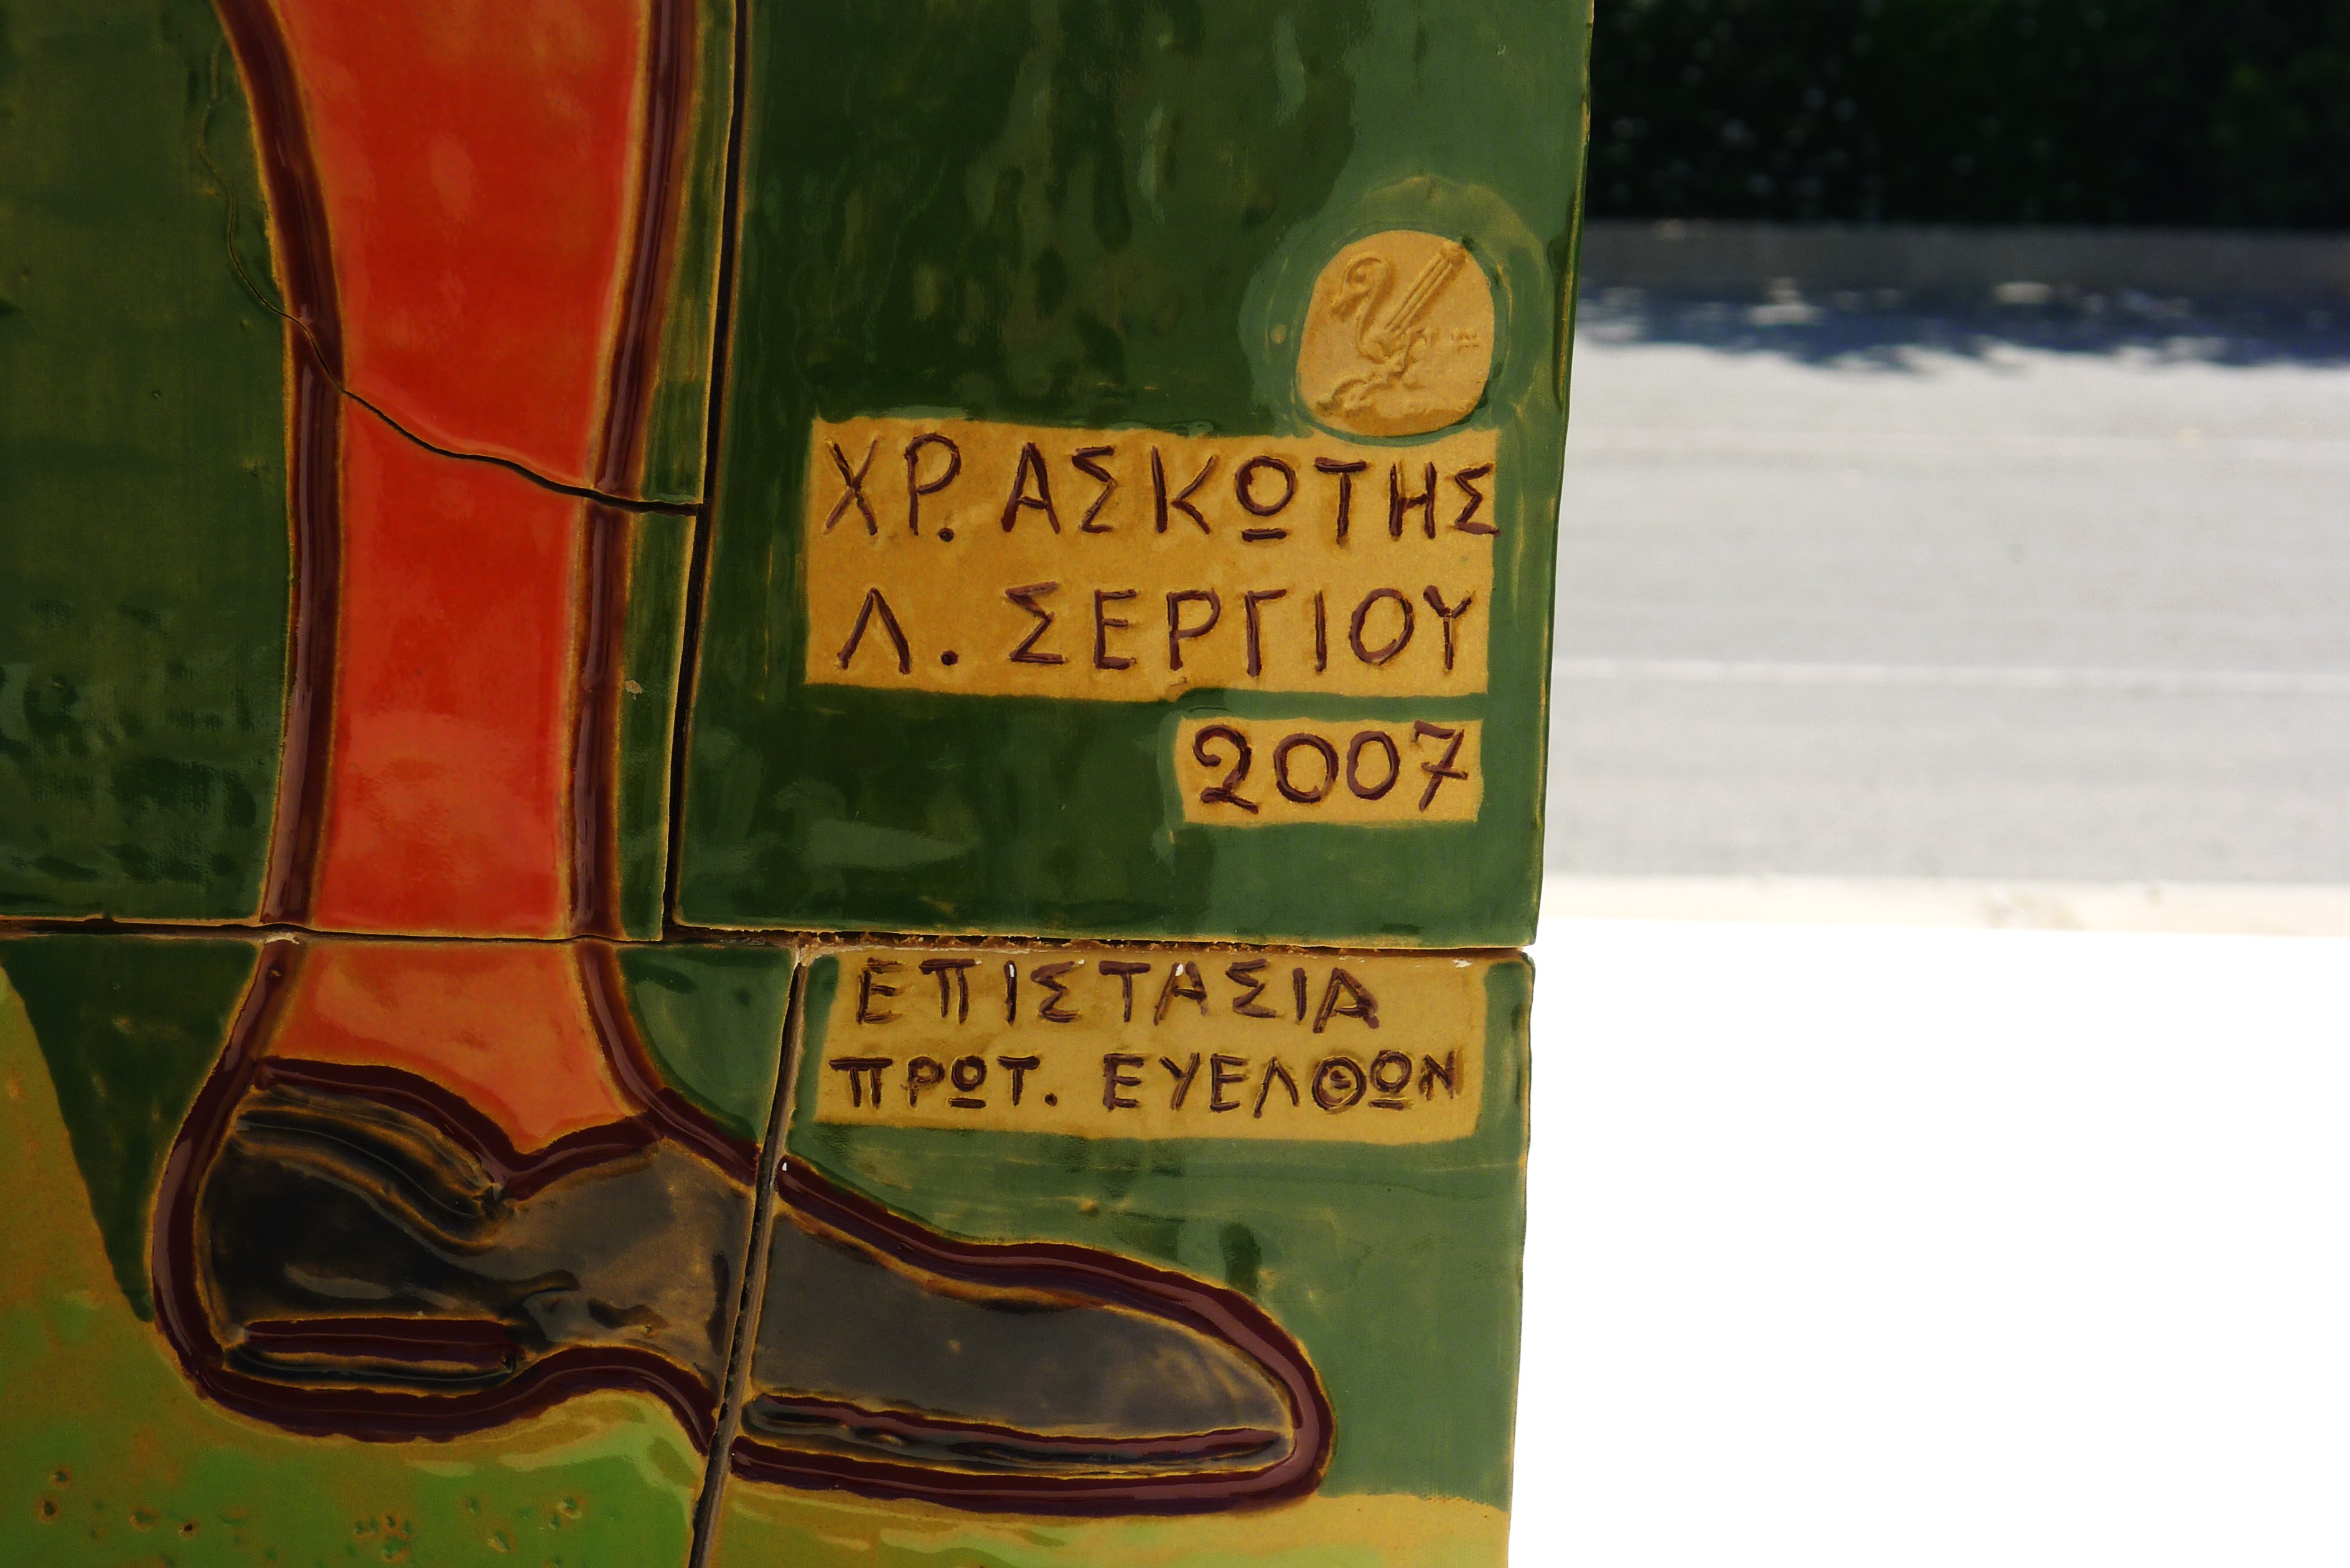 ΧΡ. ΑΣΚΩΤΗΣ
Λ. ΣΕΡΓΙΟΥ
2007
ΕΠΙΣΤΑΣΙΑ
ΠΡΩΤ. ΕΥΕΛΘΩΝ